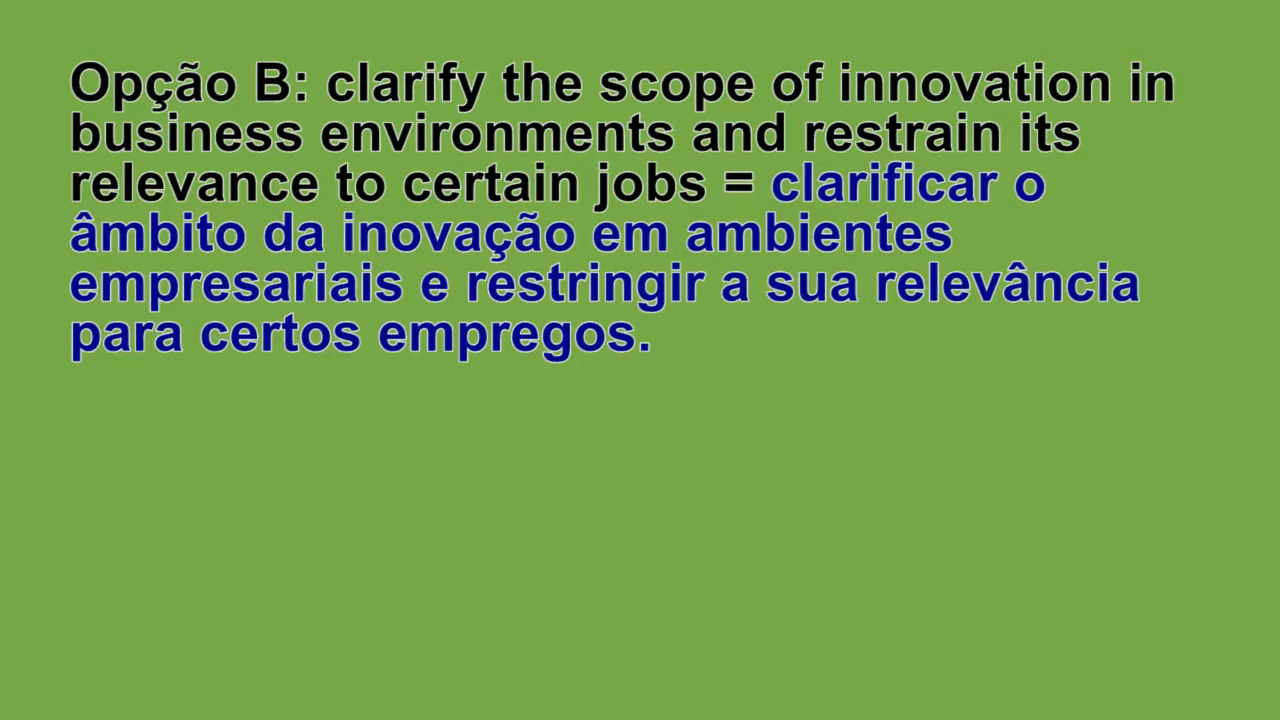 Opção B: clarify the scope of innovation in
business environments and restrain its
relevance to certain jobs = clarificar o
âmbito da inovação em ambientes
empresariais e restringir a sua relevância
para certos empregos.